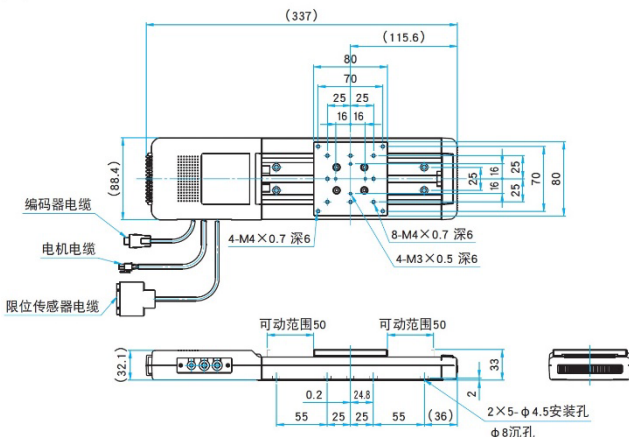 (337)
(115.6)
80
70
25 25
16 16
(88.4)
25
16
16
25
25
70
80
编码器电缆
电机电缆
限位传感器电缆
4-M4×0.7 深6
8-M4×0.7 深6
4-M3×0.5 深6
可动范围50
可动范围50
(32.1)
33
2
0.2
24.8
55
25
25
55
(36)
2×5-φ4.5安装孔
φ8沉孔